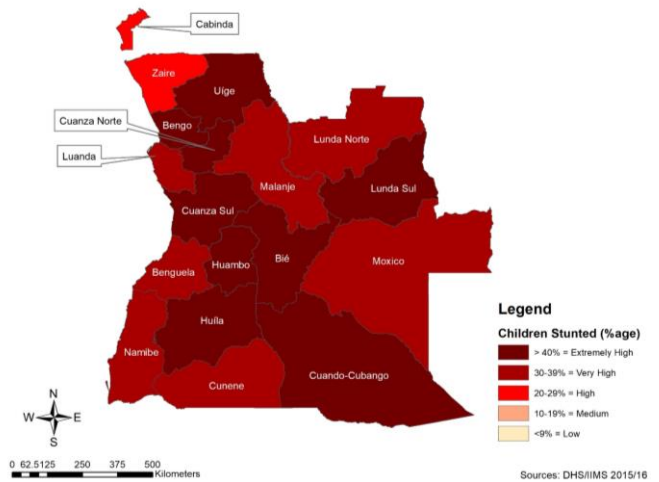 Cabinda
Zaire
Uíge
Cuanza Norte
Bengo
Luanda
Lunda Norte
Malanje
Lunda Sul
Cuanza Sul
Bié
Huambo
Moxico
Benguela
Huíla
Namibe
Cunene
Cuando-Cubango
Legend
Children Stunted (%age)
> 40% = Extremely High
30-39% = Very High
20-29% = High
10-19% = Medium
<9% = Low
N
W E
S
0 62.5125 250 375 500
Kilometers
Sources: DHS/IIMS 2015/16